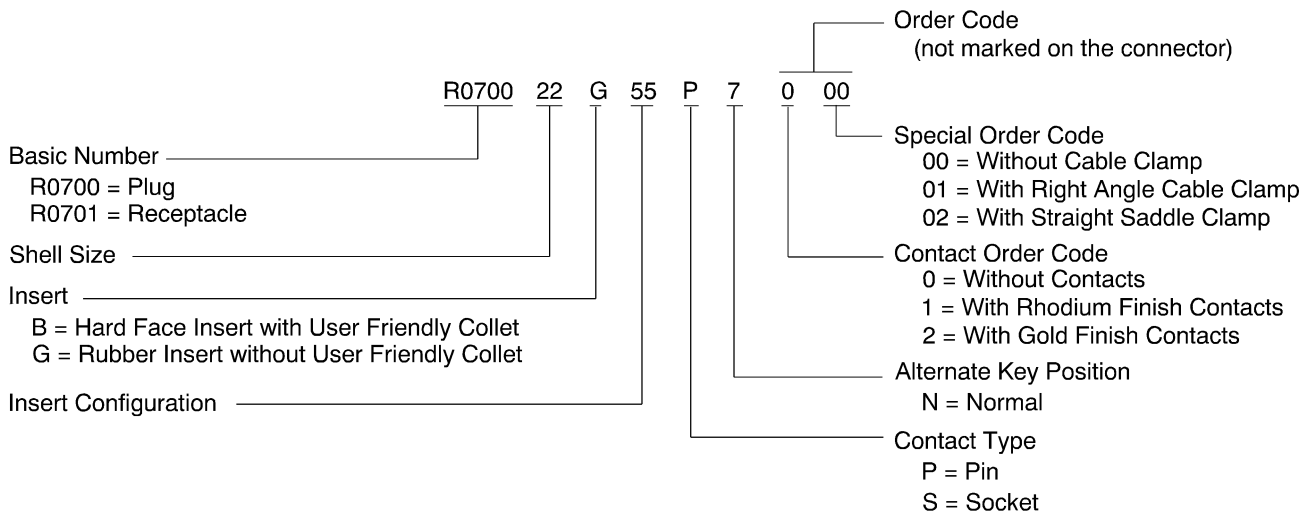 Order Code
(not marked on the connector)
R0700 22 G 55 P 7 0 00
Basic Number
R0700 = Plug
R0701 = Receptacle
Shell Size
Insert
B = Hard Face Insert with User Friendly Collet
G = Rubber Insert without User Friendly Collet
Insert Configuration
Special Order Code
00 = Without Cable Clamp
01 = With Right Angle Cable Clamp
02 = With Straight Saddle Clamp
Contact Order Code
0 = Without Contacts
1 = With Rhodium Finish Contacts
2 = With Gold Finish Contacts
Alternate Key Position
N = Normal
Contact Type
P = Pin
S = Socket